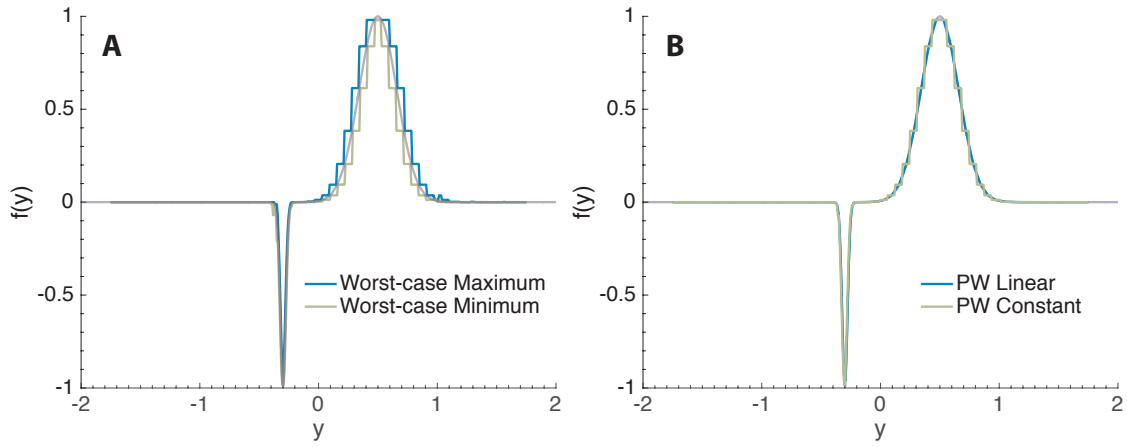 A
1
0.5
0
-0.5
-1
f(y)
-2
-1
0
1
2
y
Worst-case Maximum
Worst-case Minimum
B
1
0.5
0
-0.5
-1
f(y)
-2
-1
0
1
2
y
PW Linear
PW Constant